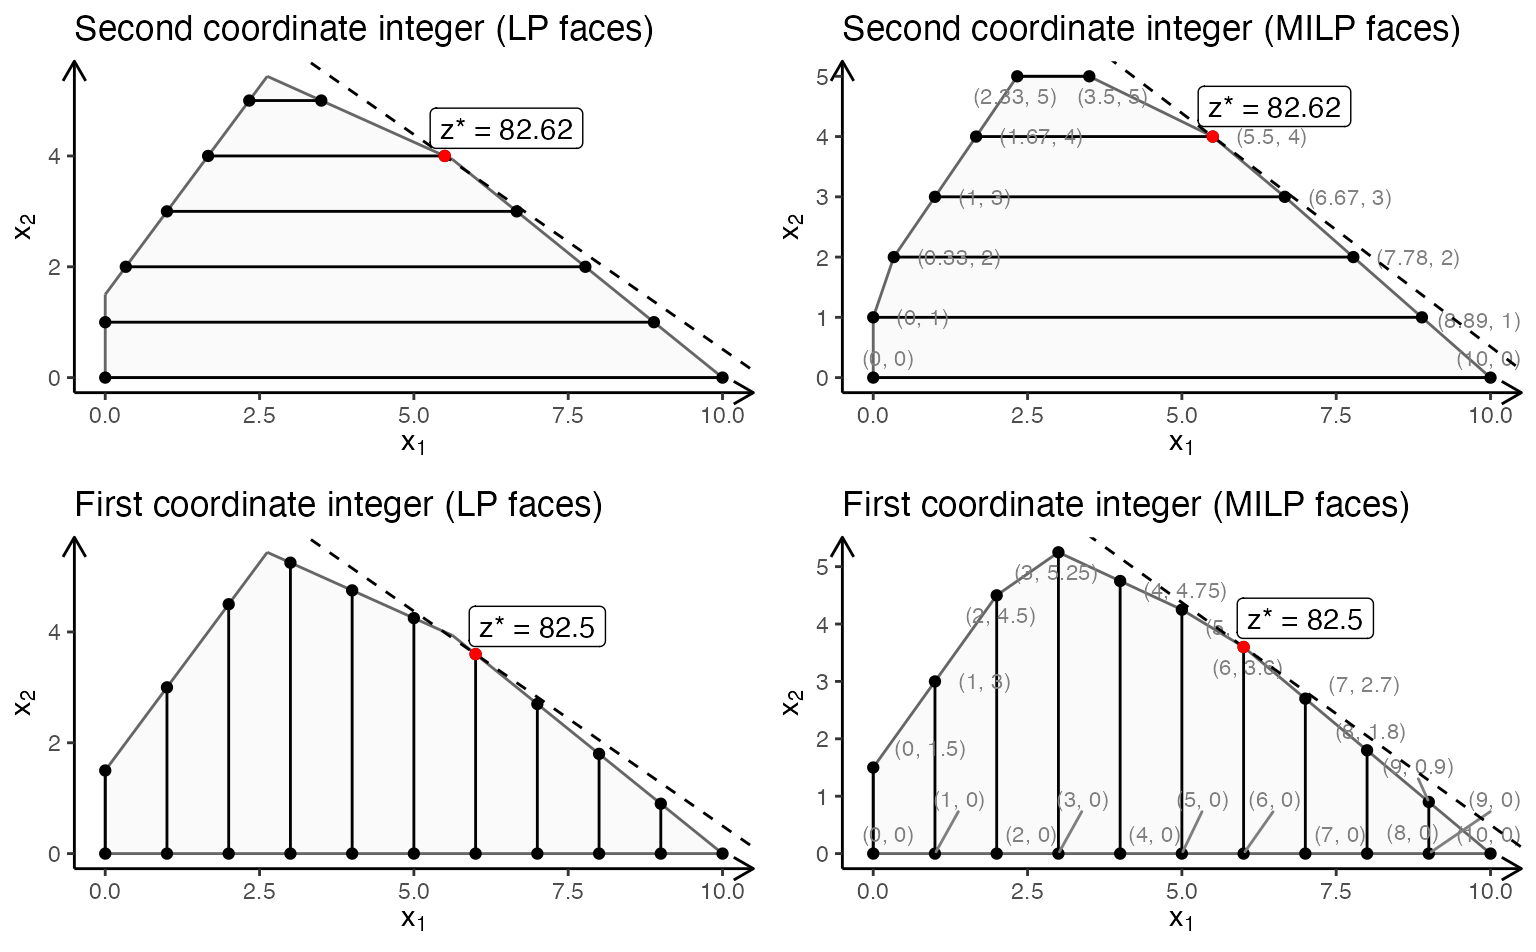 Second coordinate integer (LP faces)
z* = 82.62
x2
4
2
0
0.0 2.5 5.0 7.5 10.0
x1
Second coordinate integer (MILP faces)
z* = 82.62
x2
5
4
3
2
1
0
(2.33, 5) (3.5, 5)
(1.67, 4) (5.5, 4)
(1, 3) (6.67, 3)
(0.33, 2) (7.78, 2)
(0, 1) (8.89, 1)
(0, 0) (10, 0)
0.0 2.5 5.0 7.5 10.0
x1
First coordinate integer (LP faces)
z* = 82.5
x2
4
2
0
0.0 2.5 5.0 7.5 10.0
x1
First coordinate integer (MILP faces)
z* = 82.5
x2
5
4
3
2
1
0
(3, 5.25)
(4, 4.75)
(2, 4.5)
(5,
(6, 3.6)
(1, 3) (7, 2.7)
(0, 1.5) (8, 1.8)
(9, 0.9)
(1, 0) (3, 0) (5, 0) (6, 0) (9, 0)
(0, 0) (2, 0) (4, 0) (7, 0) (8, 0) (10, 0)
0.0 2.5 5.0 7.5 10.0
x1